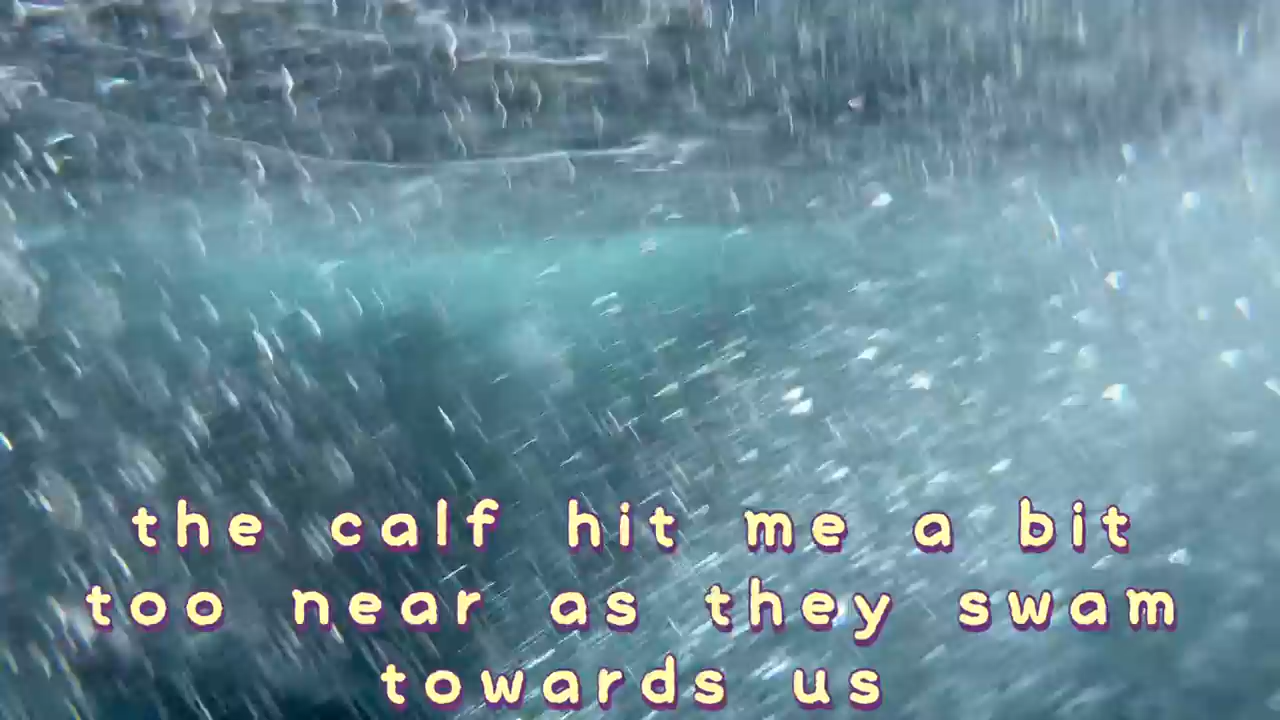 the calf hit me a bit
too near as they swam
towards us